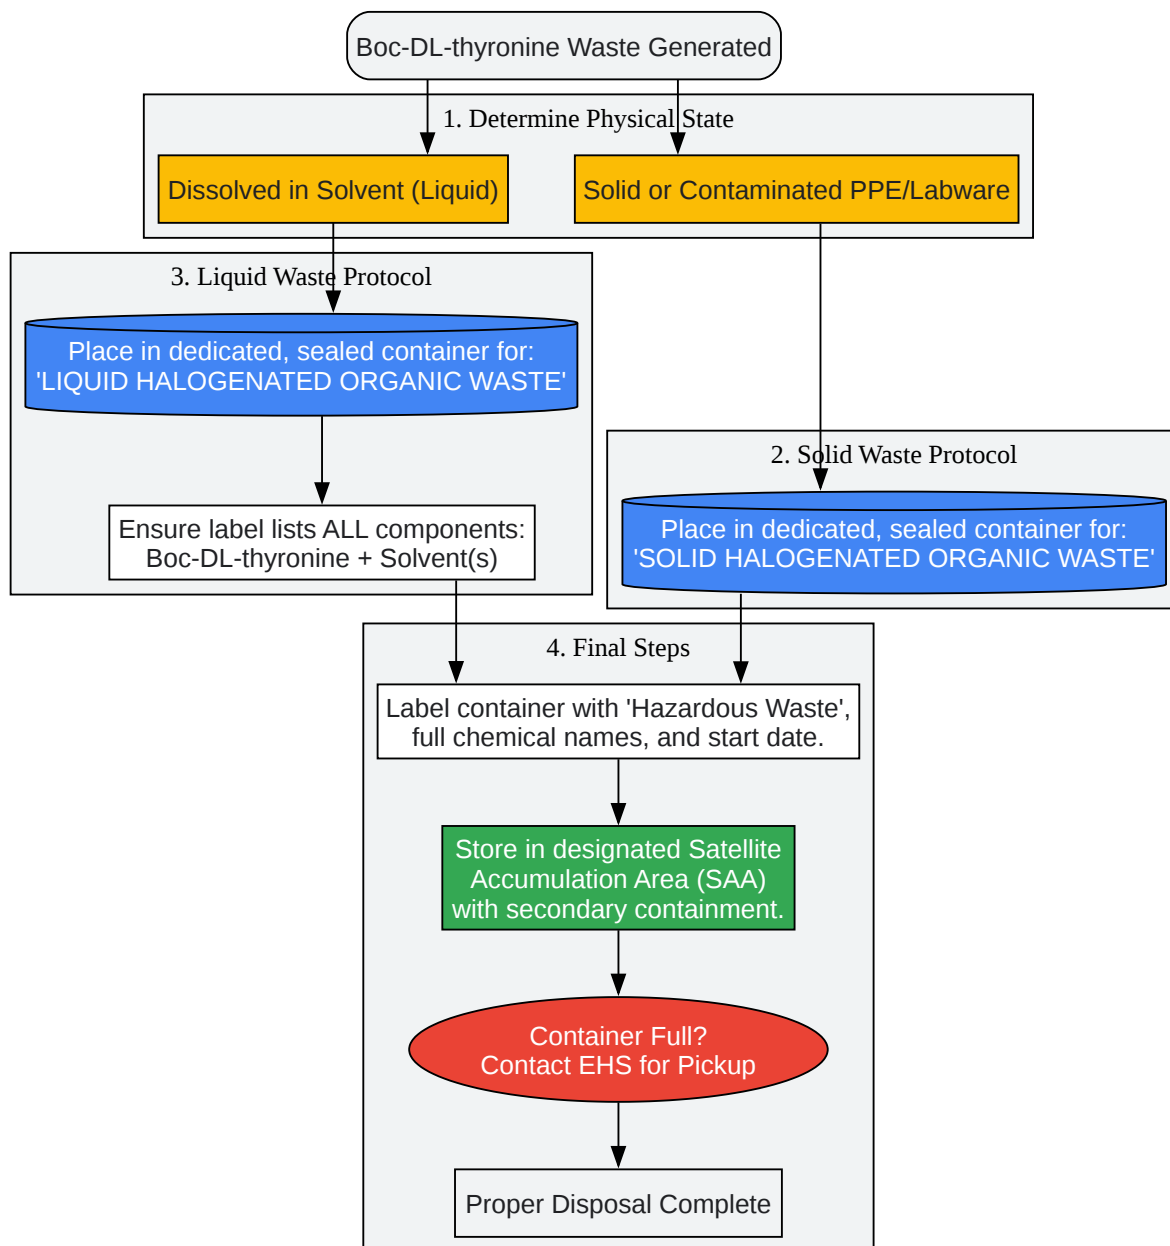 Boc-DL-thyronine Waste Generated
1. Determine Physical State
Dissolved in Solvent (Liquid)
Solid or Contaminated PPE/Labware
3. Liquid Waste Protocol
Place in dedicated, sealed container for:
'LIQUID HALOGENATED ORGANIC WASTE'
Ensure label lists ALL components:
Boc-DL-thyronine + Solvent(s)
2. Solid Waste Protocol
Place in dedicated, sealed container for:
'SOLID HALOGENATED ORGANIC WASTE'
4. Final Steps
Label container with 'Hazardous Waste',
full chemical names, and start date.
Store in designated Satellite
Accumulation Area (SAA)
with secondary containment.
Container Full?
Contact EHS for Pickup
Proper Disposal Complete